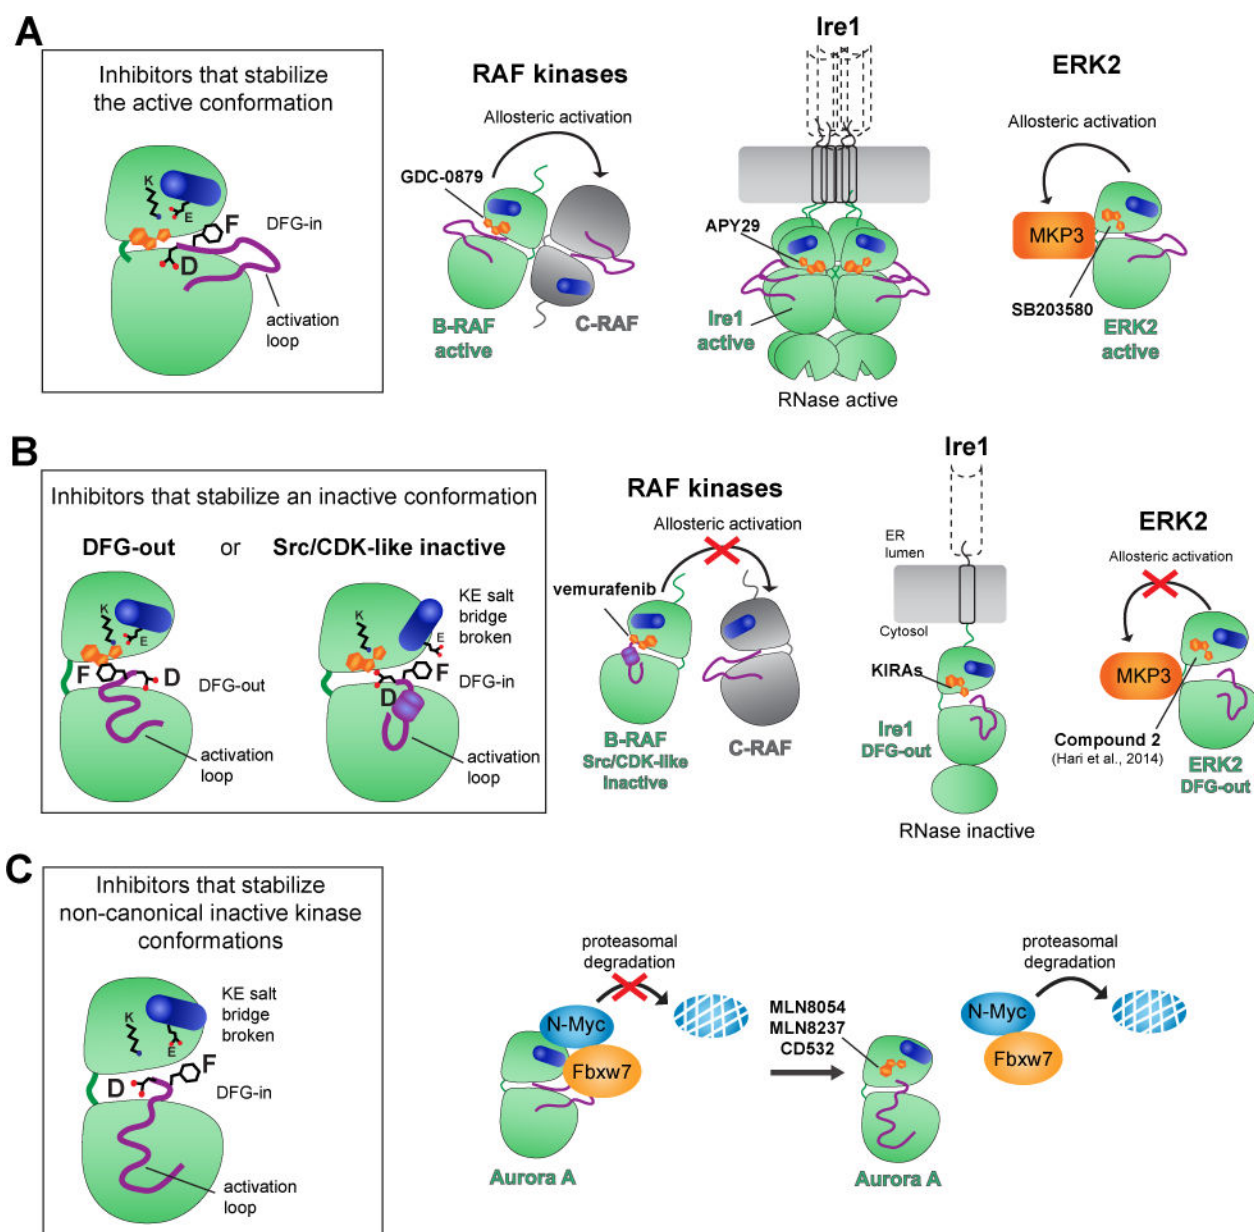 A
Inhibitors that stabilize
the active conformation
K
E
F
DFG-in
D
activation
loop
RAF kinases
Allosteric activation
GDC-0879
B-RAF
active
C-RAF
Ire1
APY29
Ire1
active
RNase active
ERK2
Allosteric activation
MKP3
SB203580
ERK2
active
B
Inhibitors that stabilize an inactive conformation
DFG-out or Src/CDK-like inactive
K
E
F
D
DFG-out
activation
loop
KE salt
bridge
broken
K
E
F
DFG-in
D
activation
loop
RAF kinases
Allosteric activation
vemurafenib
B-RAF
Src/CDK-like
Inactive
C-RAF
Ire1
ER
lumen
Cytosol
KIRAs
Ire1
DFG-out
RNase inactive
ERK2
Allosteric activation
MKP3
Compound 2
(Hari et al., 2014)
ERK2
DFG-out
C
Inhibitors that stabilize
non-canonical inactive kinase
conformations
KE salt
bridge
broken
K
E
F
D
DFG-in
activation
loop
proteasomal
degradation
N-Myc
Fbxw7
Aurora A
MLN8054
MLN8237
CD532
Aurora A
proteasomal
degradation
N-Myc
Fbxw7